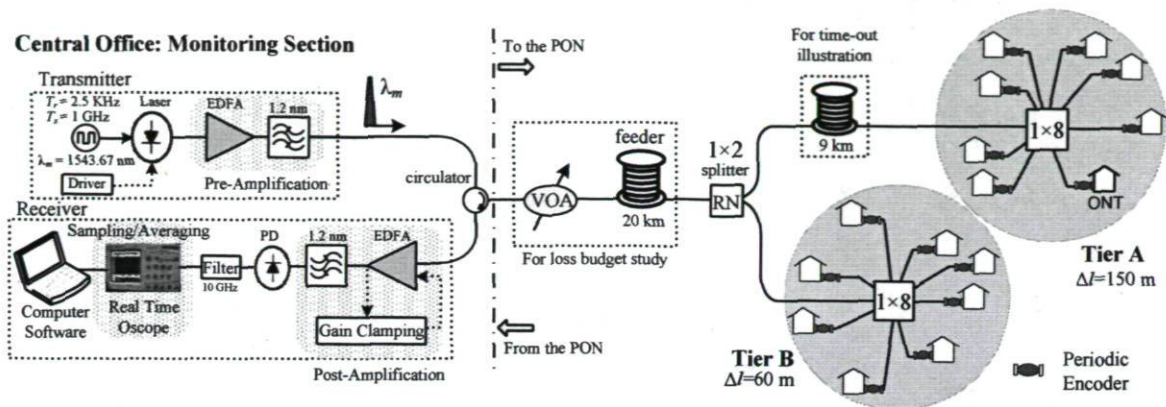 Central Office: Monitoring Section
Transmitter
Tr = 2.5 KHz
Ts = 1 GHz
Laser
EDFA
1.2 nm
λm
λm = 1543.67 nm
Driver
Pre-Amplification
circulator
Receiver
Sampling/Averaging
PD
1.2 nm
EDFA
Filter
10 GHz
Computer
Software
Real Time
Oscope
Gain Clamping
Post-Amplification
To the PON
From the PON
VOA
feeder
20 km
For loss budget study
1×2
splitter
RN
For time-out
illustration
9 km
1×8
ONT
Tier A
Δl=150 m
1×8
Tier B
Δl=60 m
Periodic
Encoder